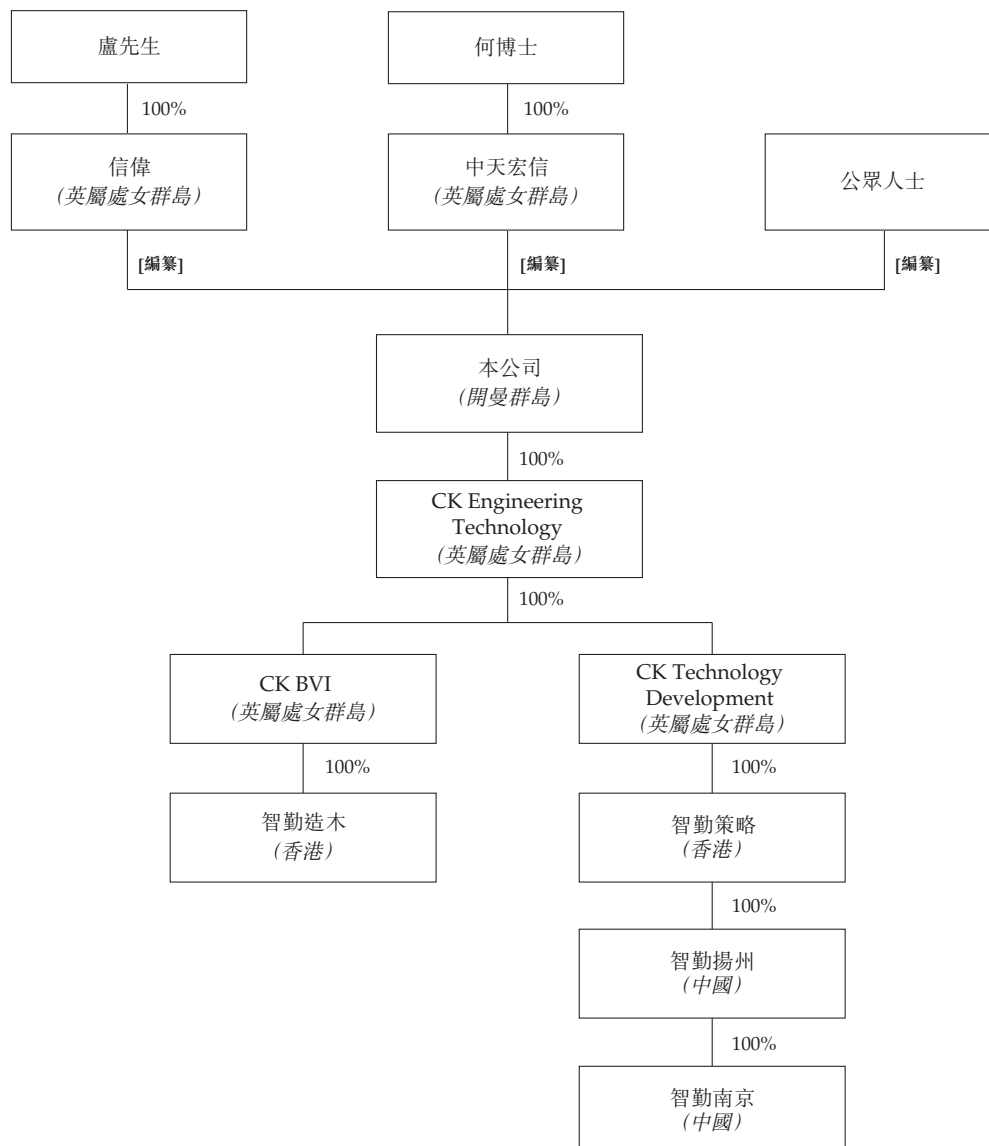 盧先生
何博士
100%
100%
信偉
(英屬處女群島)
中天宏信
(英屬處女群島)
公眾人士
[編纂]
[編纂]
[編纂]
本公司
(開曼群島)
100%
CK Engineering
Technology
(英屬處女群島)
100%
CK BVI
(英屬處女群島)
CK Technology
Development
(英屬處女群島)
100%
100%
智勤造木
(香港)
智勤策略
(香港)
100%
智勤揚州
(中國)
100%
智勤南京
(中國)